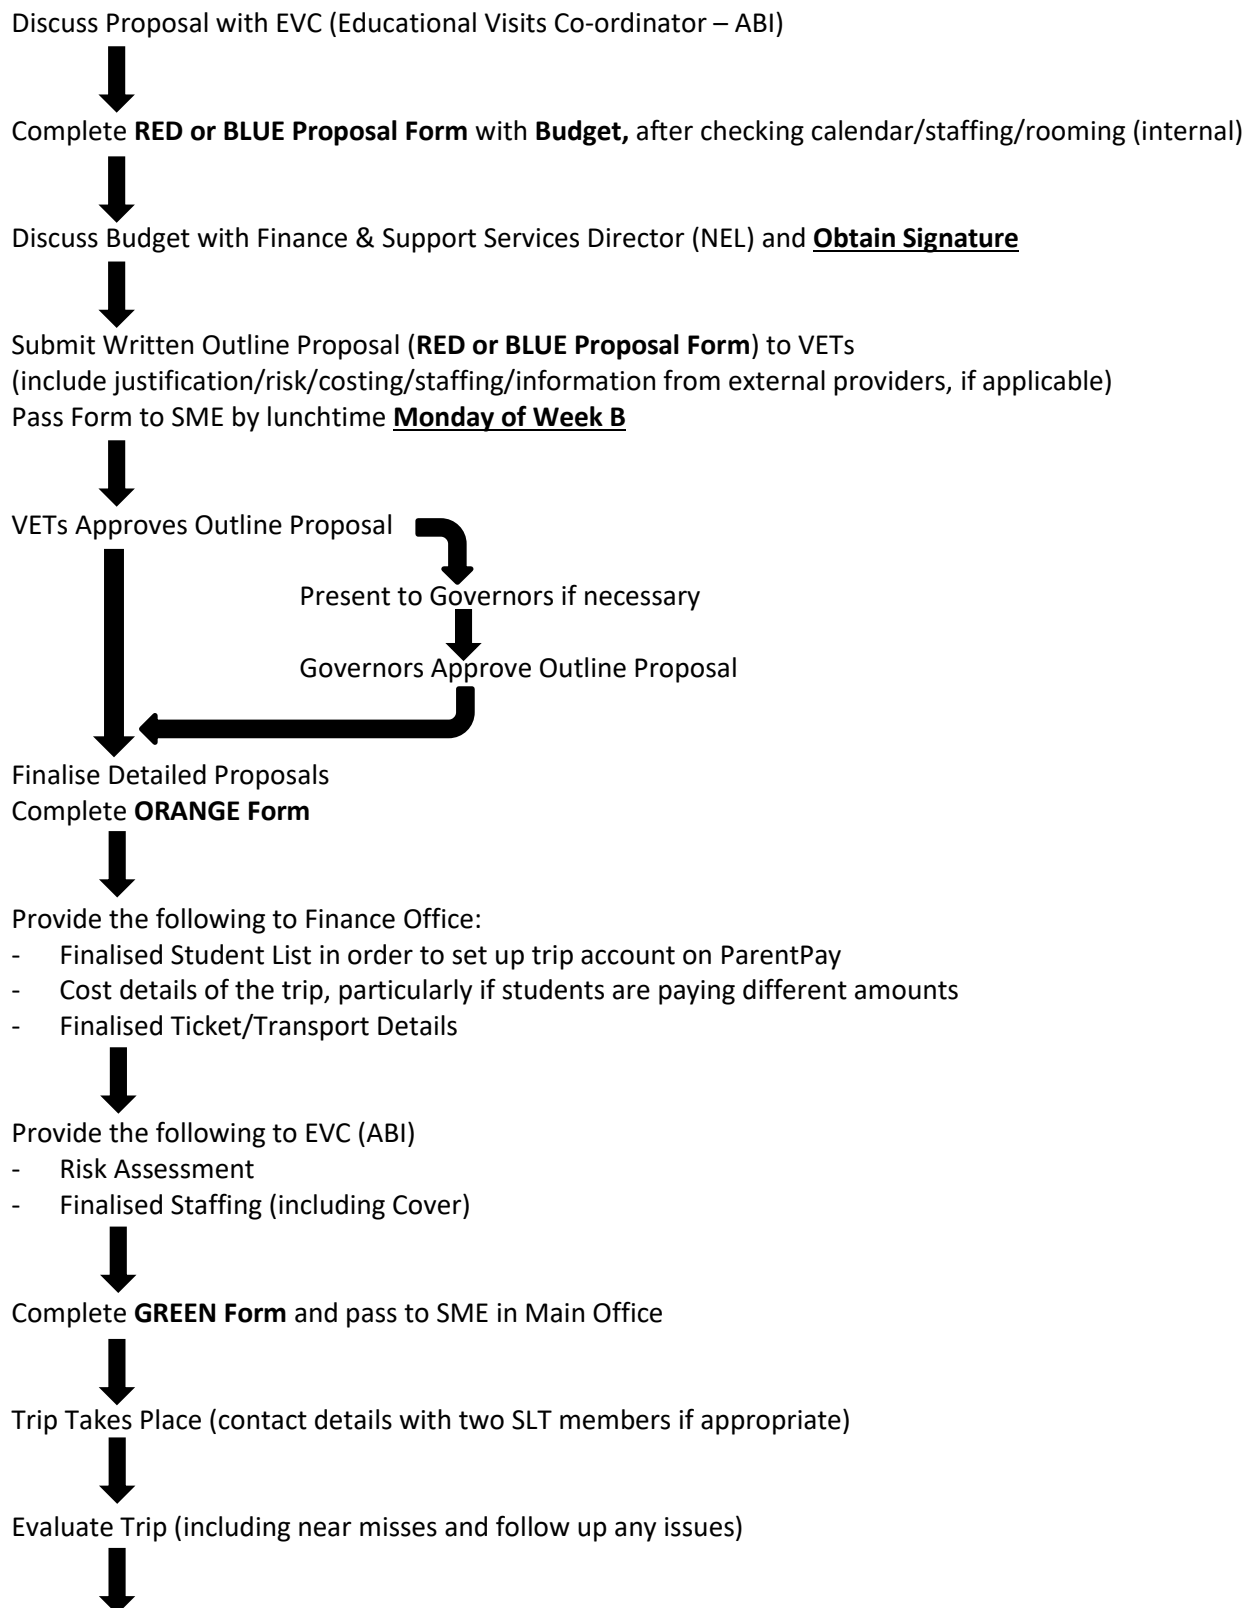 Discuss Proposal with EVC (Educational Visits Co-ordinator – ABI)
Complete RED or BLUE Proposal Form with Budget, after checking calendar/staffing/rooming (internal)
Discuss Budget with Finance & Support Services Director (NEL) and Obtain Signature
Submit Written Outline Proposal (RED or BLUE Proposal Form) to VETs
(include justification/risk/costing/staffing/information from external providers, if applicable)
Pass Form to SME by lunchtime Monday of Week B
VETs Approves Outline Proposal
Present to Governors if necessary
Governors Approve Outline Proposal
Finalise Detailed Proposals
Complete ORANGE Form
Provide the following to Finance Office:
- Finalised Student List in order to set up trip account on ParentPay
- Cost details of the trip, particularly if students are paying different amounts
- Finalised Ticket/Transport Details
Provide the following to EVC (ABI)
- Risk Assessment
- Finalised Staffing (including Cover)
Complete GREEN Form and pass to SME in Main Office
Trip Takes Place (contact details with two SLT members if appropriate)
Evaluate Trip (including near misses and follow up any issues)